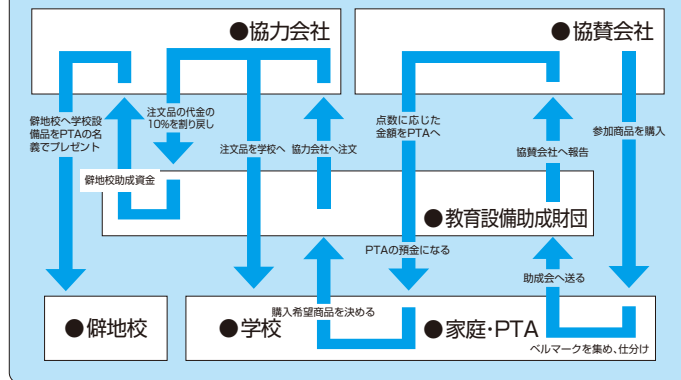 ●協力会社
●協賛会社
僻地校へ学校設
備品をPTAの名
義でプレゼント
注文品の代金の
10%を割り戻し
注文品を学校へ
協力会社へ注文
点数に応じた
金額をPTAへ
協賛会社へ報告
参加商品を購入
僻地校助成資金
●教育設備助成財団
PTAの預金になる
助成会へ送る
購入希望商品を決める
●僻地校
●学校
●家庭・PTA
ベルマークを集め、仕分け